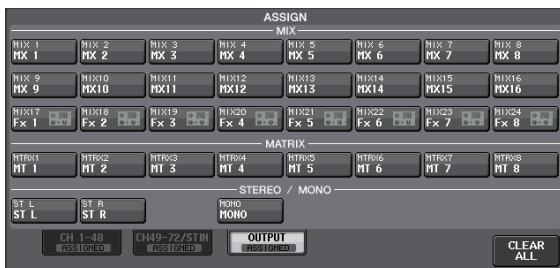 ASSIGN
MIX
MIX 1 MIX 2 MIX 3 MIX 4 MIX 5 MIX 6 MIX 7 MIX 8
MX 1 MX 2 MX 3 MX 4 MX 5 MX 6 MX 7 MX 8
MIX 9 MIX10 MIX11 MIX12 MIX13 MIX14 MIX15 MIX16
MX 9 MX10 MX11 MX12 MX13 MX14 MX15 MX16
MIX17 MIX18 MIX19 MIX20 MIX21 MIX22 MIX23 MIX24
Fx 1 Fx 2 Fx 3 Fx 4 Fx 5 Fx 6 Fx 7 Fx 8
MATRIX
MTRX1 MTRX2 MTRX3 MTRX4 MTRX5 MTRX6 MTRX7 MTRX8
MT 1 MT 2 MT 3 MT 4 MT 5 MT 6 MT 7 MT 8
STEREO / MONO
ST L ST R MONO
ST L ST R MONO
CH 1-48 CH49-72/STIN OUTPUT
ASSIGNED ASSIGNED ASSIGNED
CLEAR
ALL